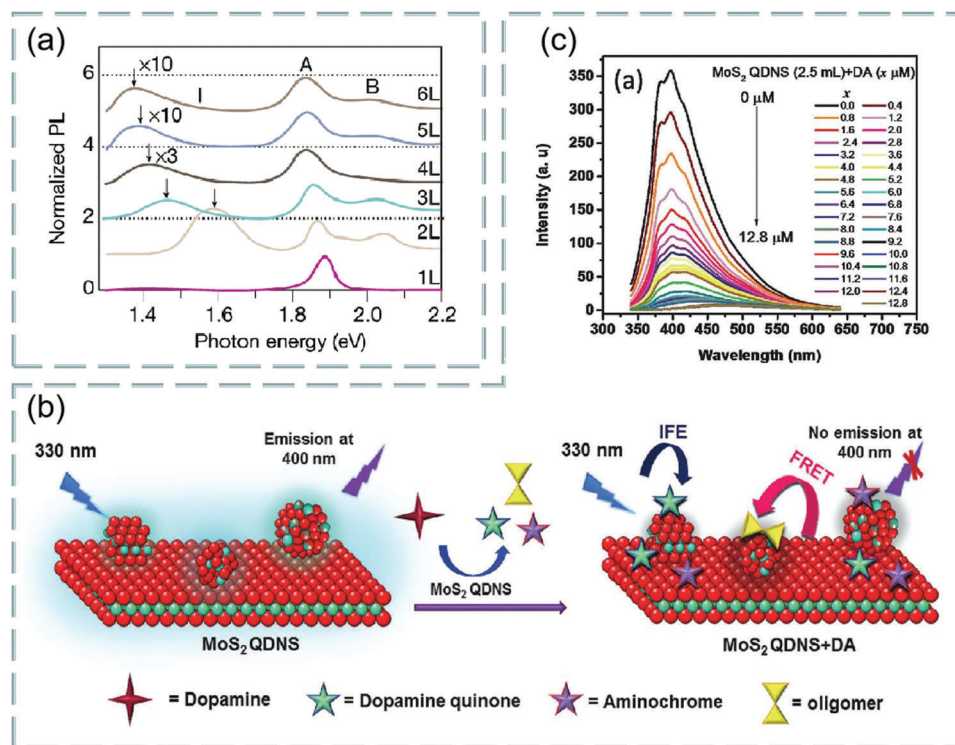 (a)
6
4
2
0
Normalized PL
×10
I
A
B
6L
×10
5L
×3
4L
3L
2L
1L
1.4 1.6 1.8 2.0 2.2
Photon energy (eV)
(c)
(a)
350
300
250
200
150
100
50
0
Intensity (a. u)
MoS2 QDNS (2.5 mL)+DA (x μM)
0 μM
12.8 μM
x
0.0 0.4
0.8 1.2
1.6 2.0
2.4 2.8
3.2 3.6
4.0 4.4
4.8 5.2
5.6 6.0
6.4 6.8
7.2 7.6
8.0 8.4
8.8 9.2
9.6 10.0
10.4 10.8
11.2 11.6
12.0 12.4
12.8
300 350 400 450 500 550 600 650 700 750
Wavelength (nm)
(b)
330 nm
Emission at
400 nm
MoS2 QDNS
MoS2 QDNS
330 nm
IFE
FRET
No emission at
400 nm
MoS2 QDNS+DA
= Dopamine
= Dopamine quinone
= Aminochrome
= oligomer